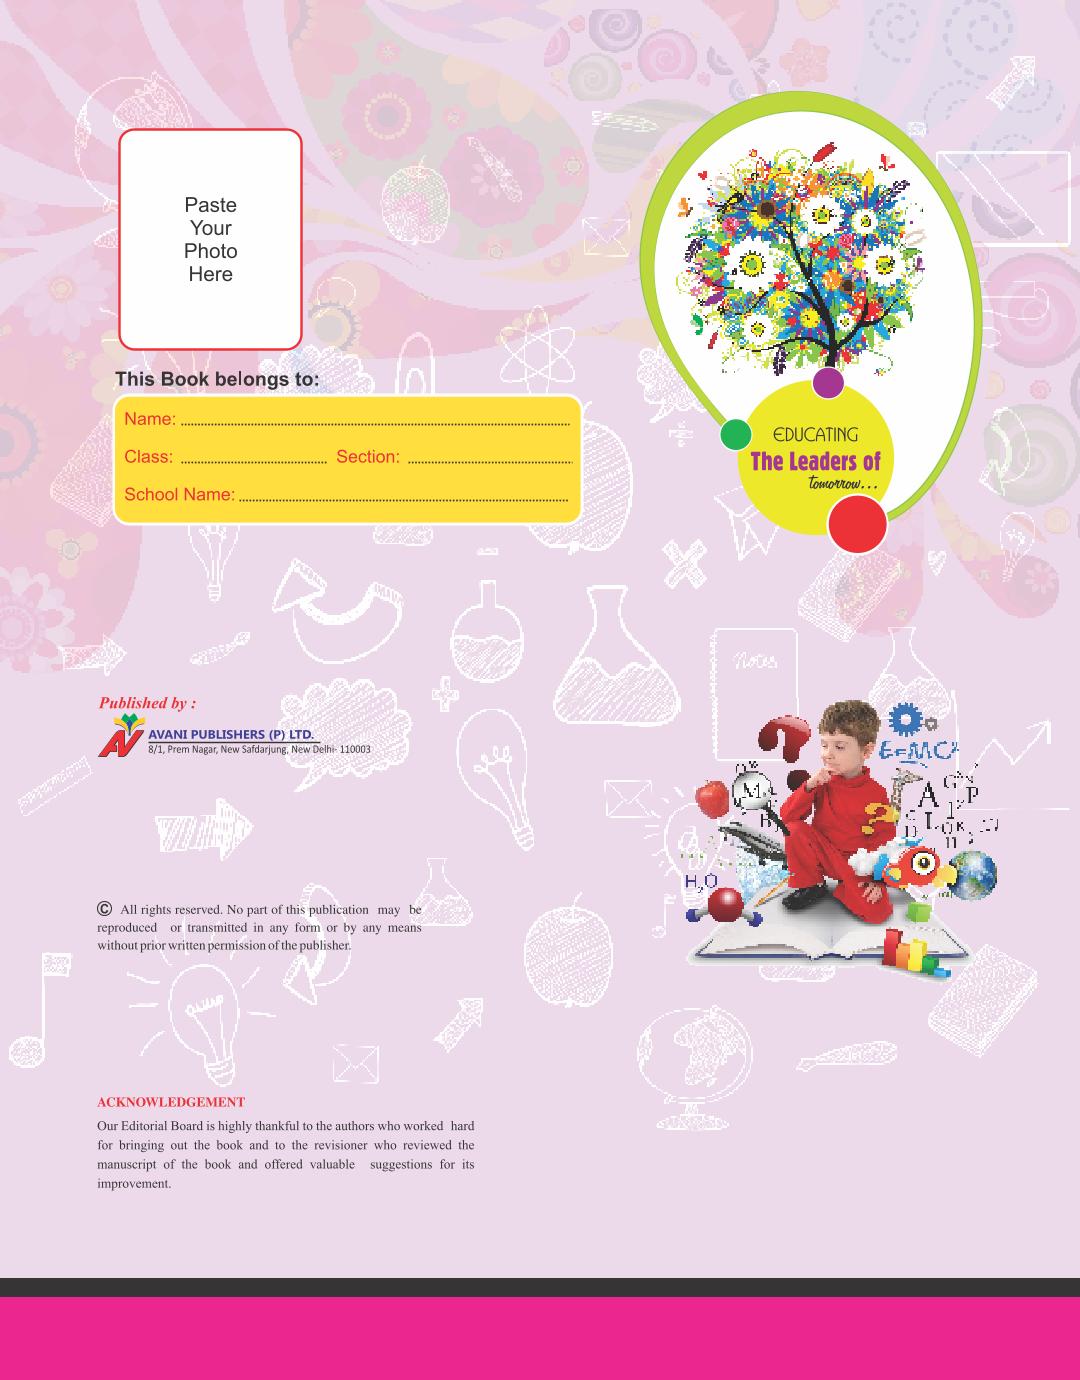 Paste
Your
Photo
Here
This Book belongs to:
Name:
Class: Section:
School Name:
EDUCATING
The Leaders of
tomorrow...
Notes
Published by :
AVANI PUBLISHERS (P) LTD.
8/1, Prem Nagar, New Safdarjung, New Delhi- 110003
E=MC²
H₂O
© All rights reserved. No part of this publication may be
reproduced or transmitted in any form or by any means
without prior written permission of the publisher.
ACKNOWLEDGEMENT
Our Editorial Board is highly thankful to the authors who worked hard
for bringing out the book and to the revisioner who reviewed the
manuscript of the book and offered valuable suggestions for its
improvement.